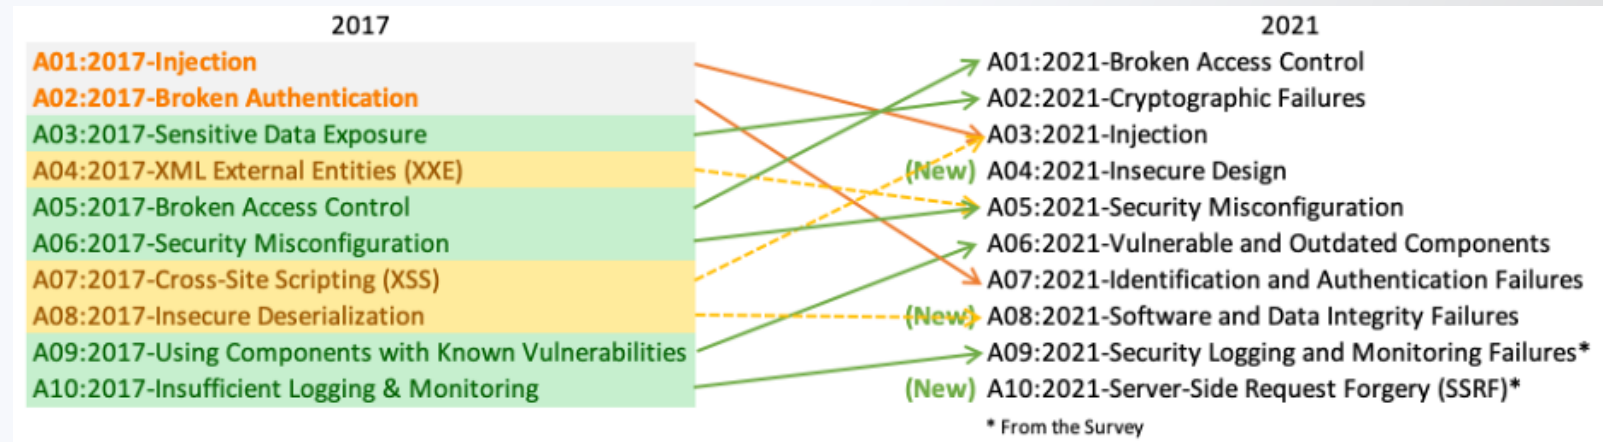 2017
A01:2017-Injection
A02:2017-Broken Authentication
A03:2017-Sensitive Data Exposure
A04:2017-XML External Entities (XXE)
A05:2017-Broken Access Control
A06:2017-Security Misconfiguration
A07:2017-Cross-Site Scripting (XSS)
A08:2017-Insecure Deserialization
A09:2017-Using Components with Known Vulnerabilities
A10:2017-Insufficient Logging & Monitoring
2021
A01:2021-Broken Access Control
A02:2021-Cryptographic Failures
A03:2021-Injection
(New) A04:2021-Insecure Design
A05:2021-Security Misconfiguration
A06:2021-Vulnerable and Outdated Components
A07:2021-Identification and Authentication Failures
(New) A08:2021-Software and Data Integrity Failures
A09:2021-Security Logging and Monitoring Failures*
(New) A10:2021-Server-Side Request Forgery (SSRF)*
* From the Survey